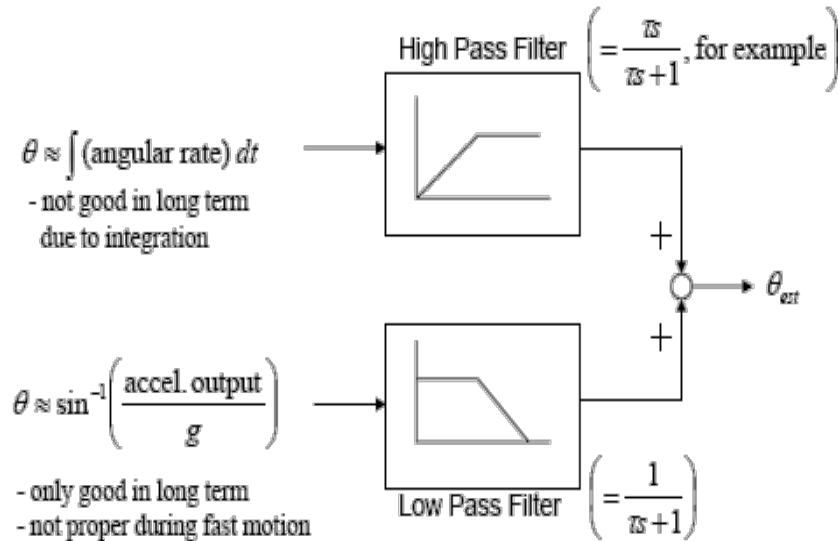 High Pass Filter ( = τs / τs+1 , for example )
θ ≈ ∫ (angular rate) dt
- not good in long term
due to integration
+
θest
+
θ ≈ sin⁻¹ ( accel. output / g )
- only good in long term
- not proper during fast motion
Low Pass Filter ( = 1 / τs+1 )